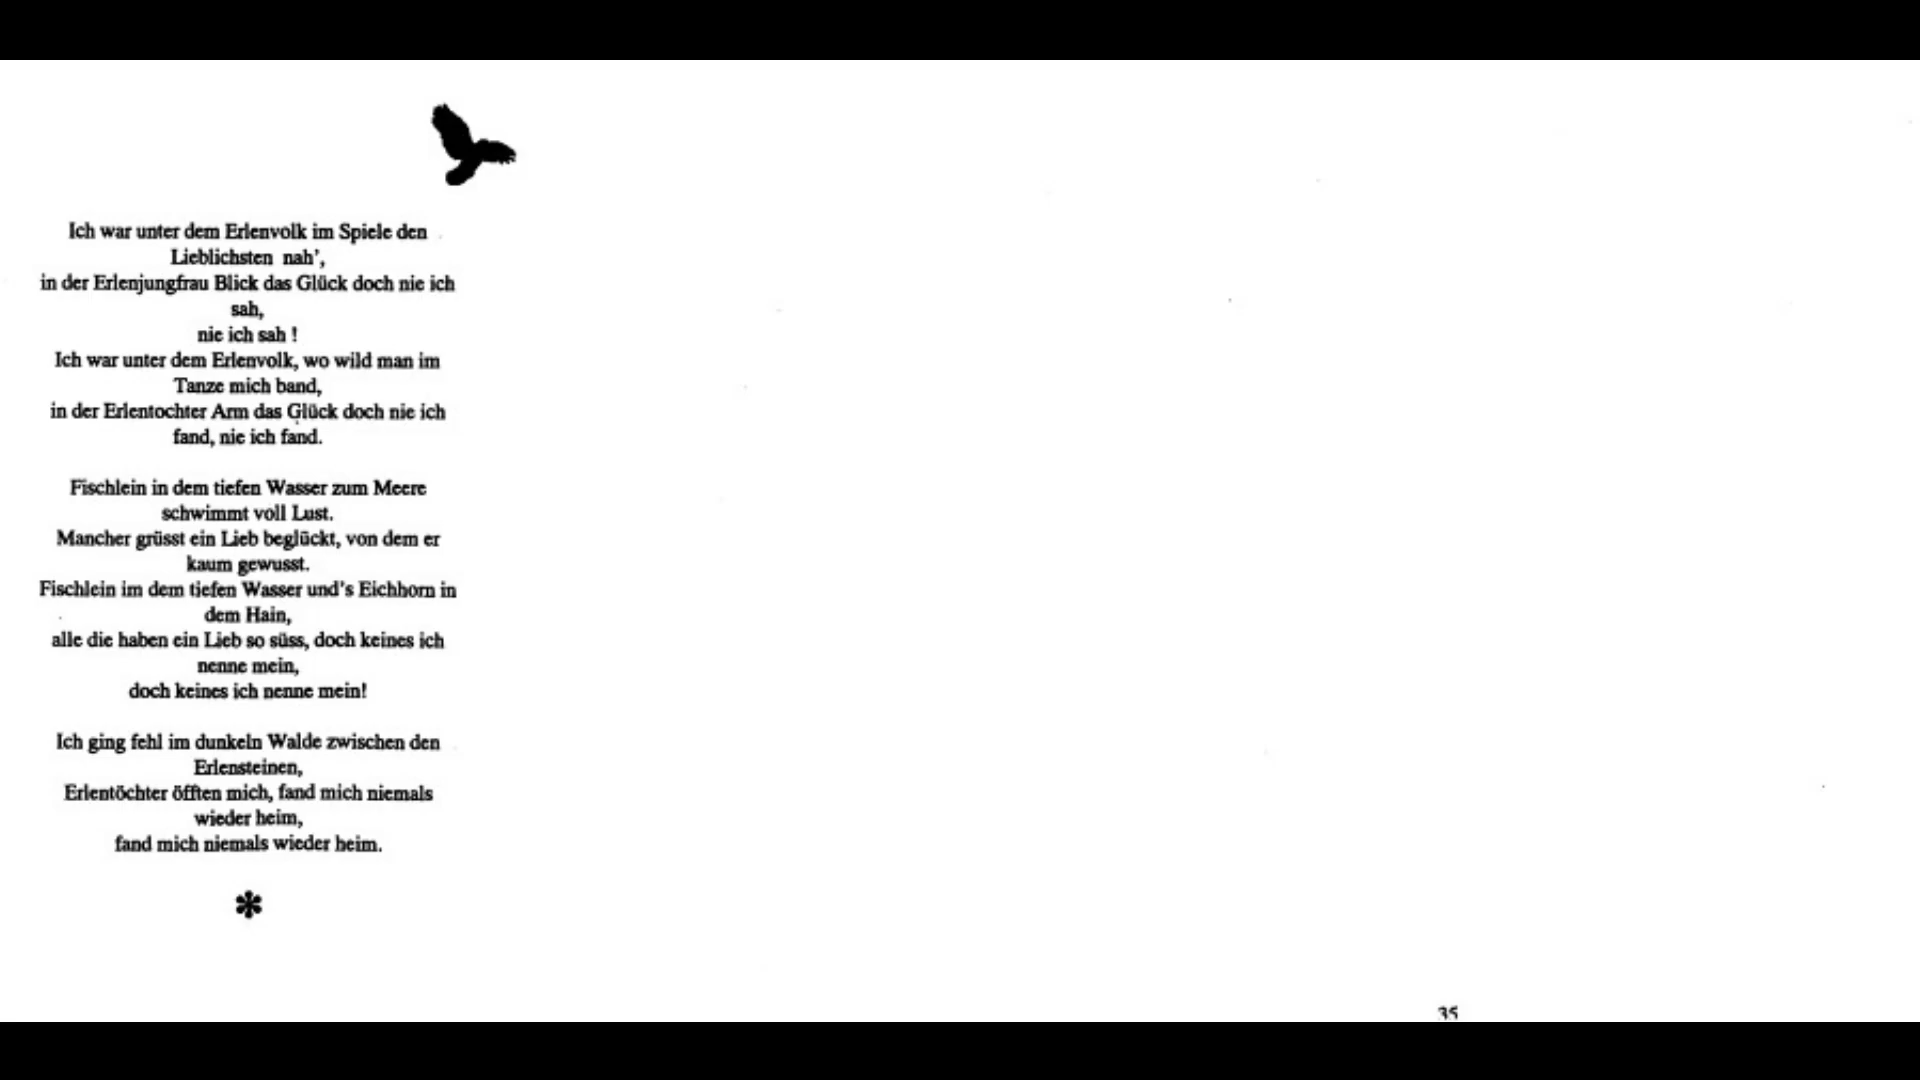 Ich war unter dem Erlenvolk im Spiele den
Lieblichsten nah',
in der Erlenjungfrau Blick das Glück doch nie ich
sah,
nie ich sah !
Ich war unter dem Erlenvolk, wo wild man im
Tanze mich band,
in der Erlentochter Arm das Glück doch nie ich
fand, nie ich fand.
Fischlein in dem tiefen Wasser zum Meere
schwimmt voll Lust.
Mancher grüsst ein Lieb beglückt, von dem er
kaum gewusst.
Fischlein im dem tiefen Wasser und's Eichhorn in
dem Hain,
alle die haben ein Lieb so süss, doch keines ich
nenne mein,
doch keines ich nenne mein!
Ich ging fehl im dunkeln Walde zwischen den
Erlensteinen,
Erlentöchter öfften mich, fand mich niemals
wieder heim,
fand mich niemals wieder heim.
35